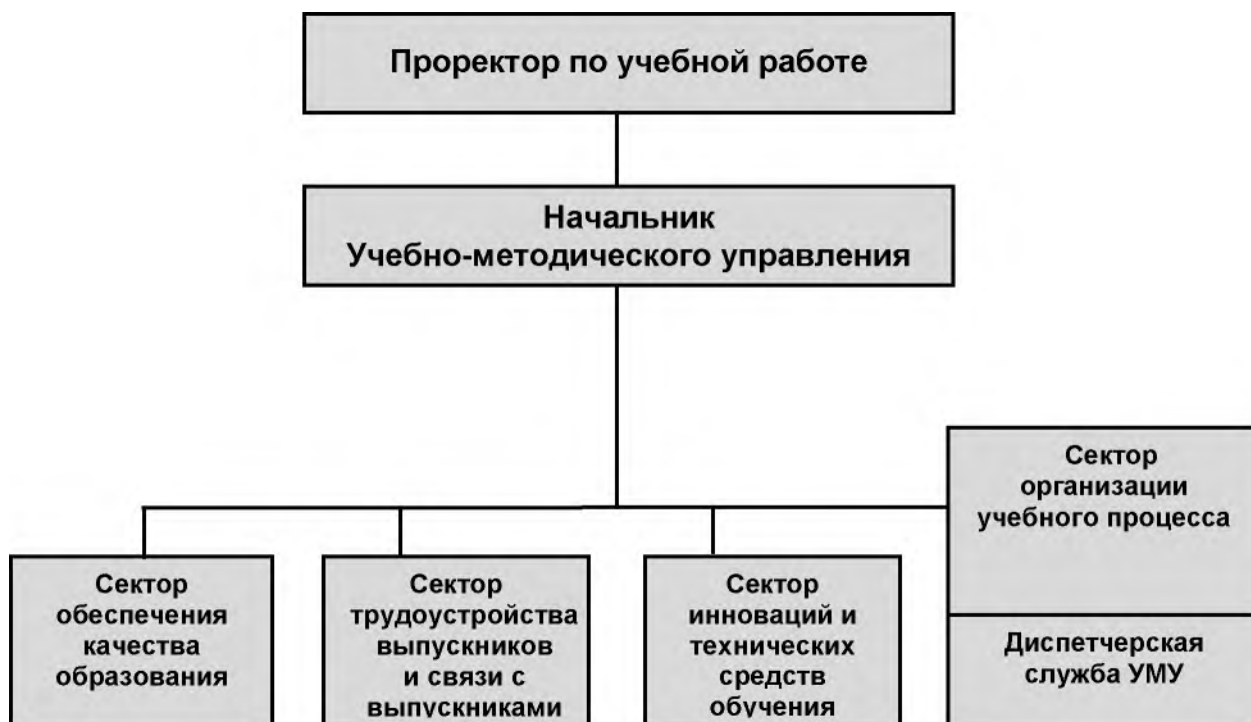 Проректор по учебной работе
Начальник
Учебно-методического управления
Сектор
организации
учебного процесса
Сектор
обеспечения
качества
образования
Сектор
трудоустройства
выпускников
и связи с
выпускниками
Сектор
инноваций и
технических
средств
обучения
Диспетчерская
служба УМУ